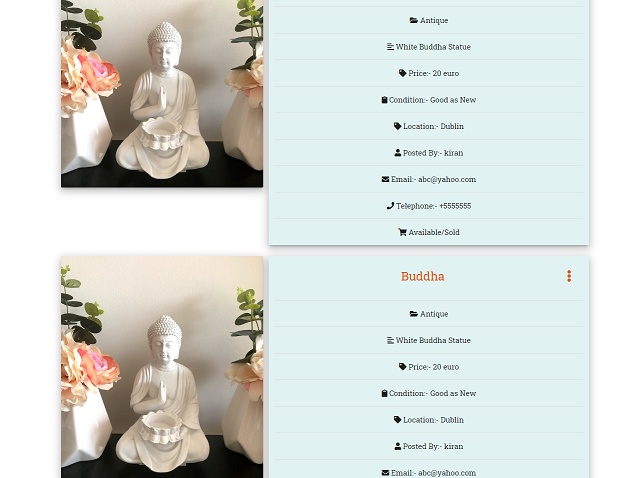 Antique
White Buddha Statue
Price:- 20 euro
Condition:- Good as New
Location:- Dublin
Posted By:- kiran
Email:- abc@yahoo.com
Telephone:- +5555555
Available/Sold
Buddha
Antique
White Buddha Statue
Price:- 20 euro
Condition:- Good as New
Location:- Dublin
Posted By:- kiran
Email:- abc@yahoo.com